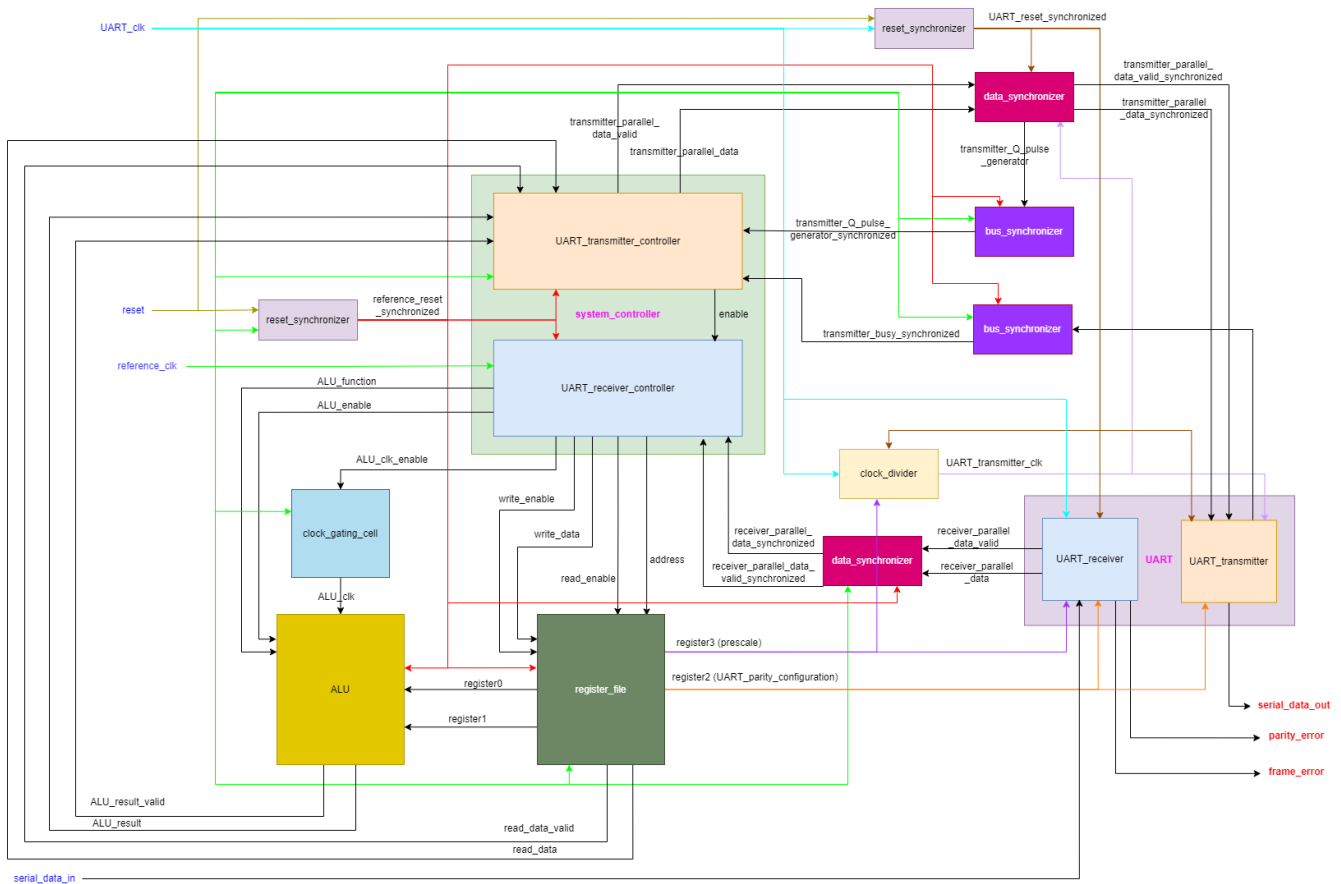 UART_clk
reset_synchronizer
UART_reset_synchronized
data_synchronizer
transmitter_parallel_
data_valid_synchronized
transmitter_parallel
_data_synchronized
transmitter_parallel_
data_valid
transmitter_parallel_data
transmitter_Q_pulse
_generator
UART_transmitter_controller
transmitter_Q_pulse_
generator_synchronized
bus_synchronizer
reset
reset_synchronizer
reference_reset
_synchronized
system_controller
enable
transmitter_busy_synchronized
bus_synchronizer
reference_clk
UART_receiver_controller
ALU_function
ALU_enable
ALU_clk_enable
clock_divider
UART_transmitter_clk
write_enable
clock_gating_cell
write_data
read_enable
address
receiver_parallel_
data_synchronized
receiver_parallel_data_
valid_synchronized
data_synchronizer
receiver_parallel
_data_valid
receiver_parallel
_data
UART_receiver
UART
UART_transmitter
ALU_clk
ALU
register0
register1
register_file
register3 (prescale)
register2 (UART_parity_configuration)
serial_data_out
parity_error
frame_error
ALU_result_valid
ALU_result
read_data_valid
read_data
serial_data_in